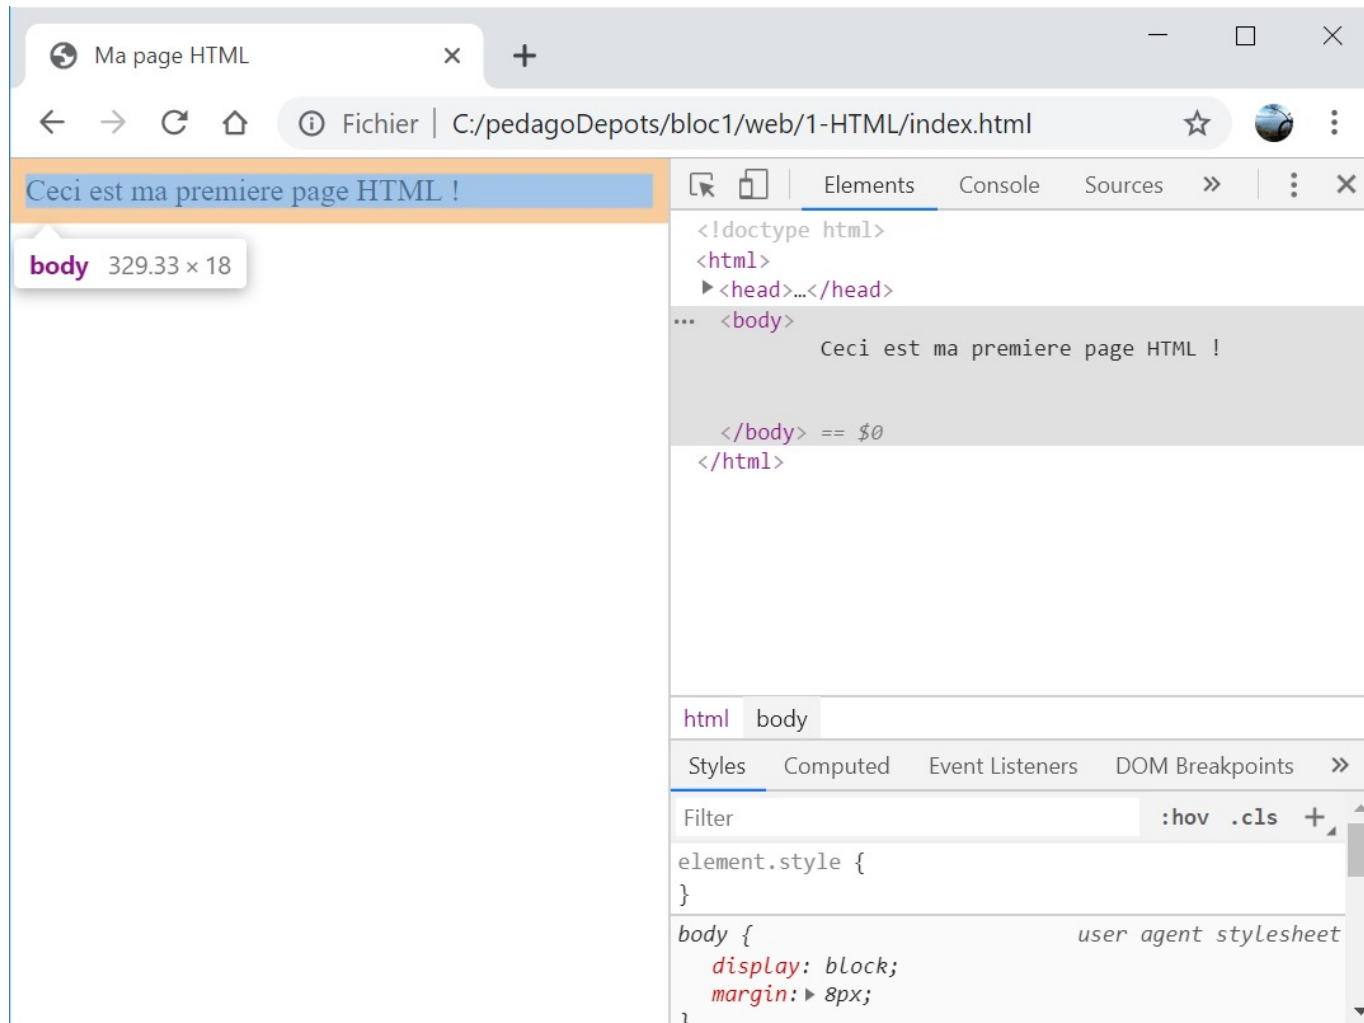 Ma page HTML
Fichier | C:/pedagoDepots/bloc1/web/1-HTML/index.html
Ceci est ma premiere page HTML !
body 329.33 × 18
Elements Console Sources »
<!doctype html>
<html>
<head>…</head>
<body>
Ceci est ma premiere page HTML !
</body> == $0
</html>
html body
Styles Computed Event Listeners DOM Breakpoints »
Filter :hov .cls +
element.style {
}
body { user agent stylesheet
display: block;
margin: 8px;
}